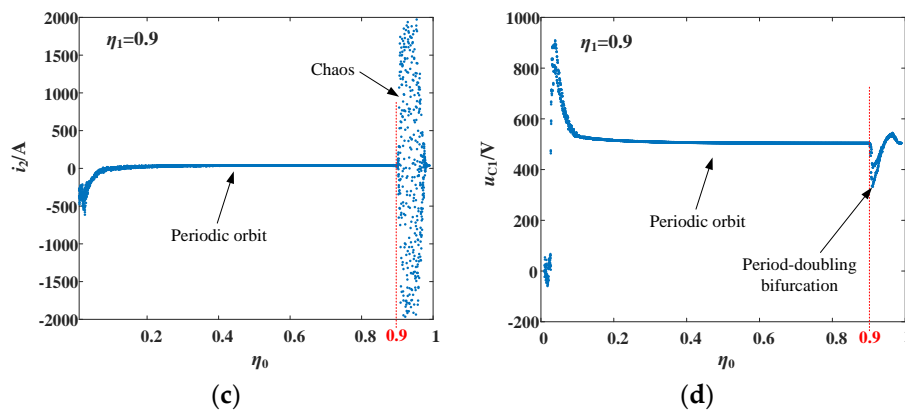 η₁=0.9
Chaos
Periodic orbit
i₂/A
2000
1500
1000
500
0
-500
-1000
-1500
-2000
0.2
0.4
0.6
0.8
0.9
1
η₀
(c)
η₁=0.9
Periodic orbit
Period-doubling
bifurcation
u_C1/V
1000
800
600
400
200
0
-200
0
0.2
0.4
0.6
0.8
0.9
1
η₀
(d)